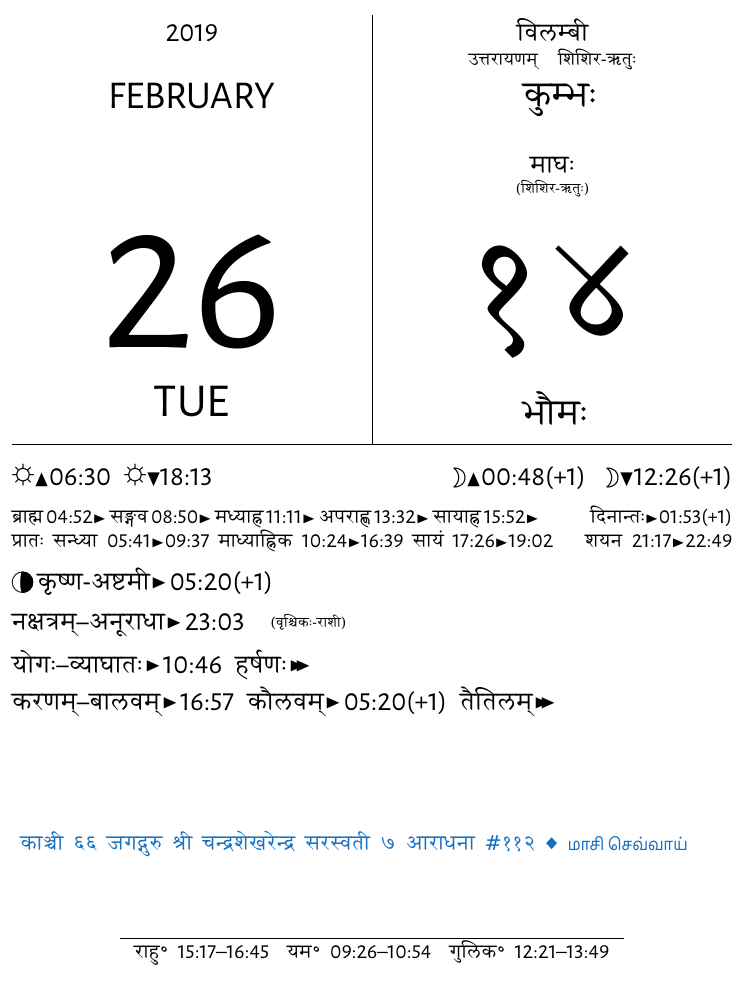 2019
FEBRUARY
26
TUE
विलम्बी
उत्तरायणम् शिशिर-ऋतुः
कुम्भः
माघः
(शिशिर-ऋतुः)
१४
भौमः
☼▲06:30 ☼▼18:13 ☽▲00:48(+1) ☽▼12:26(+1)
ब्राह्म 04:52► सङ्गव 08:50► मध्याह्न 11:11► अपराह्ण 13:32► सायाह्न 15:52► दिनान्तः►01:53(+1)
प्रातः सन्ध्या 05:41►09:37 माध्याह्निक 10:24►16:39 सायं 17:26►19:02 शयन 21:17►22:49
◑कृष्ण-अष्टमी►05:20(+1)
नक्षत्रम्–अनूराधा►23:03 (वृश्चिकः-राशी)
योगः–व्याघातः►10:46 हर्षणः►►
करणम्–बालवम्►16:57 कौलवम्►05:20(+1) तैतिलम्►►
काञ्ची ६६ जगद्गुरु श्री चन्द्रशेखरेन्द्र सरस्वती ७ आराधना #११२ ◆ மாசி செவ்வாய்
राहु° 15:17–16:45 यम° 09:26–10:54 गुलिक° 12:21–13:49